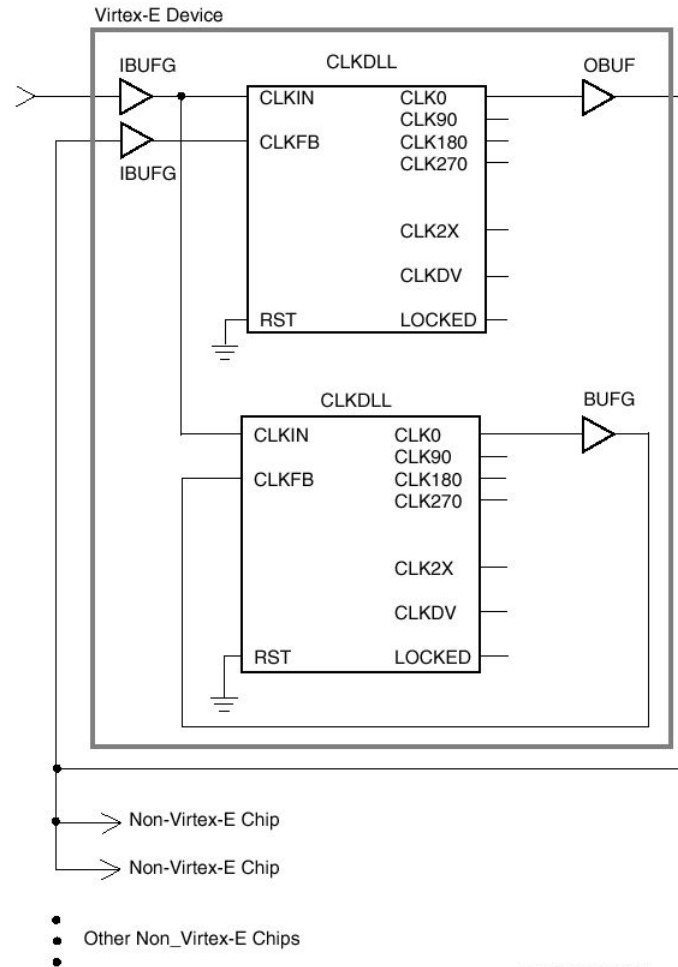 Virtex-E Device
IBUFG
CLKDLL
OBUF
CLKIN
CLK0
CLK90
CLKFB
CLK180
CLK270
IBUFG
CLK2X
CLKDV
RST
LOCKED
CLKDLL
BUFG
CLKIN
CLK0
CLK90
CLKFB
CLK180
CLK270
CLK2X
CLKDV
RST
LOCKED
Non-Virtex-E Chip
Non-Virtex-E Chip
Other Non_Virtex-E Chips